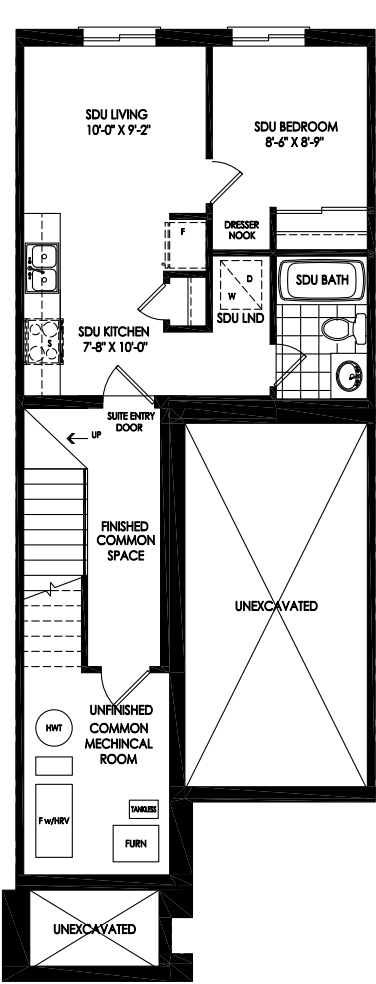 SDU LIVING
10'-0" X 9'-2"
SDU BEDROOM
8'-6" X 8'-9"
F
DRESSER
NOOK
D
W
SDU LND
SDU BATH
SDU KITCHEN
7'-8" X 10'-0"
S
SUITE ENTRY
DOOR
UP
FINISHED
COMMON
SPACE
UNEXCAVATED
UNFINISHED
COMMON
MECHINCAL
ROOM
HWT
F w/HRV
TANKLESS
FURN
UNEXCAVATED